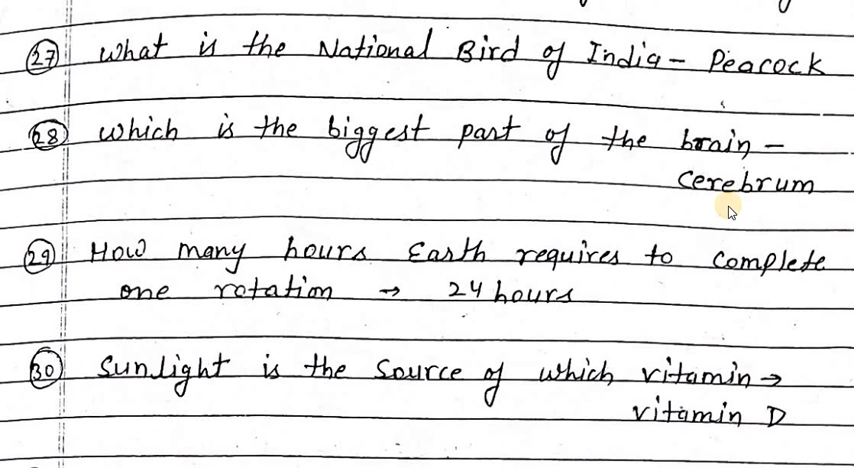 27 What is the National Bird of India - Peacock
28 which is the biggest part of the brain -
Cerebrum
29 How many hours Earth requires to complete
one rotation → 24 hours
30 Sunlight is the source of which vitamin →
vitamin D